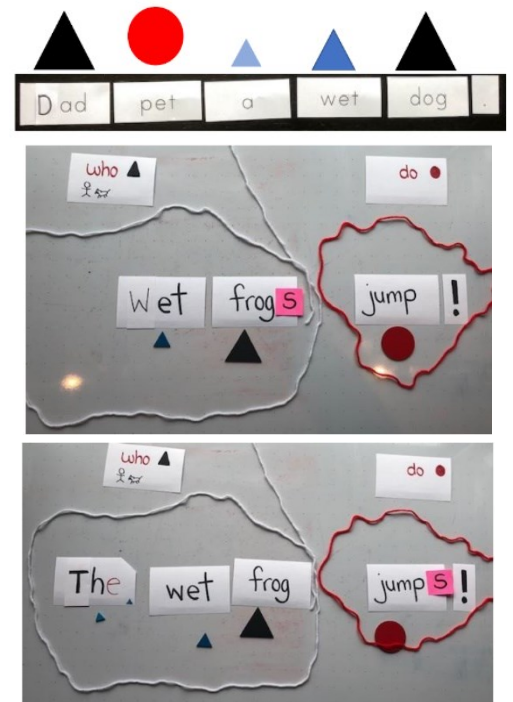 Dad pet a wet dog .
who do
Wet frogs jump !
who do
The wet frog jumps !